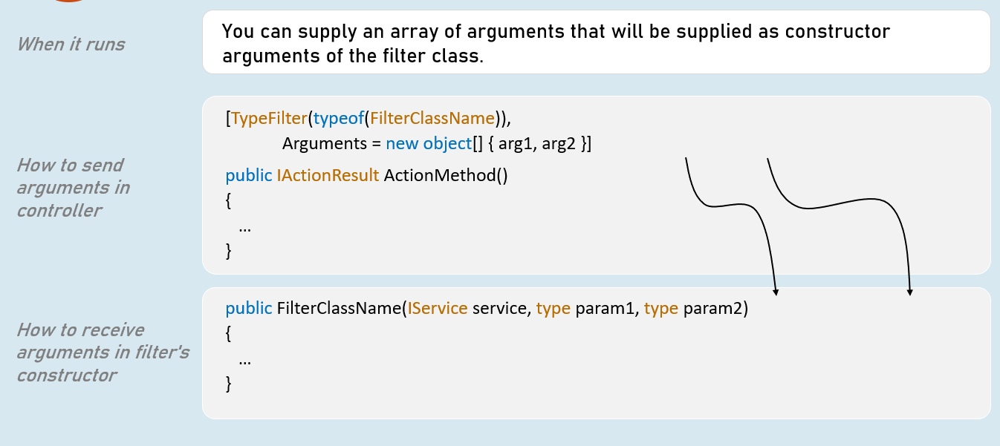 When it runs
You can supply an array of arguments that will be supplied as constructor
arguments of the filter class.
How to send
arguments in
controller
[TypeFilter(typeof(FilterClassName)),
Arguments = new object[] { arg1, arg2 }]
public IActionResult ActionMethod()
{
...
}
How to receive
arguments in filter's
constructor
public FilterClassName(IService service, type param1, type param2)
{
...
}